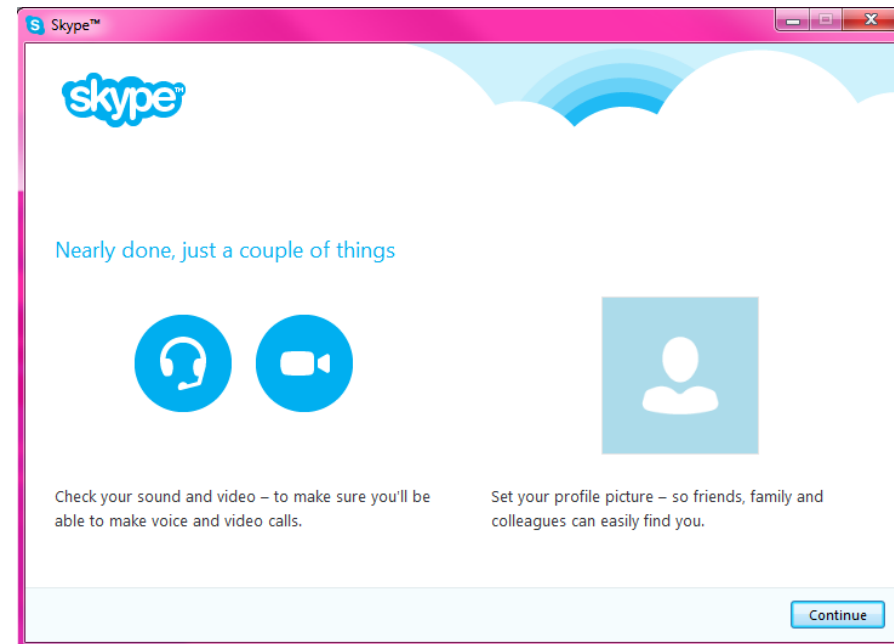 Skype™
skype™
Nearly done, just a couple of things
Check your sound and video – to make sure you'll be
able to make voice and video calls.
Set your profile picture – so friends, family and
colleagues can easily find you.
Continue